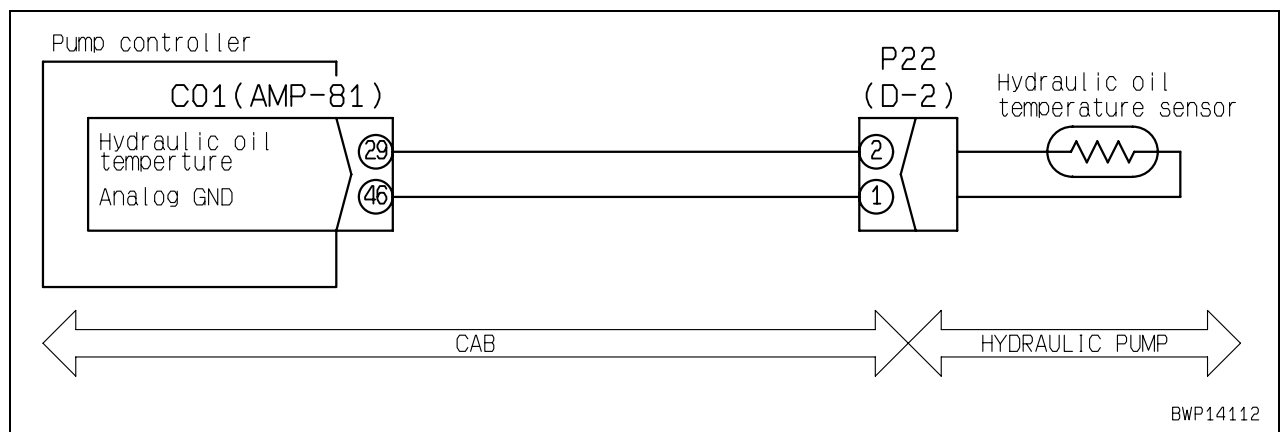 Pump controller
C01(AMP-81)
P22
(D-2)
Hydraulic oil
temperature sensor
Hydraulic oil
temperture
29
2
Analog GND
46
1
CAB
HYDRAULIC PUMP
BWP14112